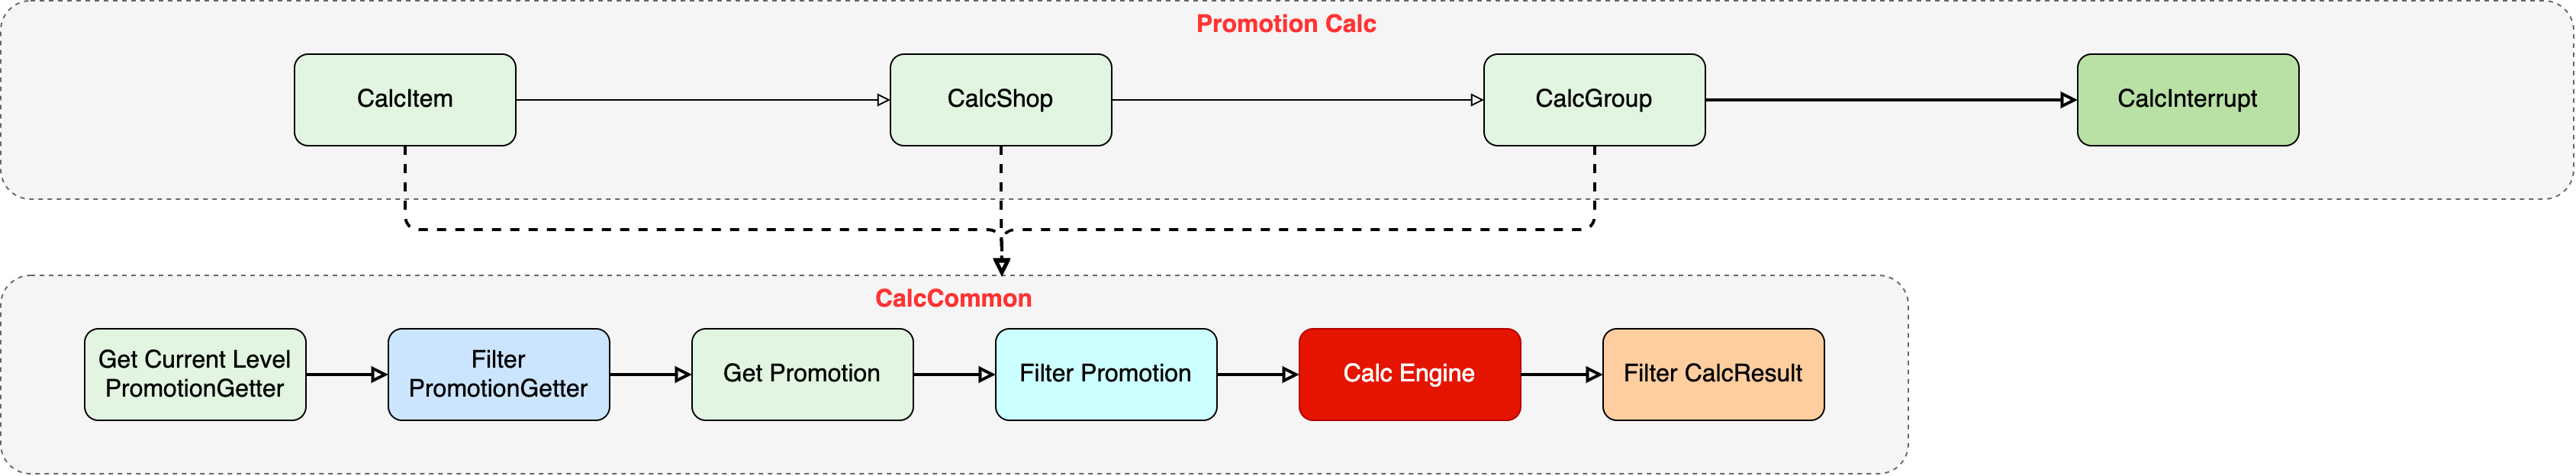 Promotion Calc
CalcItem
CalcShop
CalcGroup
CalcInterrupt
CalcCommon
Get Current Level
PromotionGetter
Filter
PromotionGetter
Get Promotion
Filter Promotion
Calc Engine
Filter CalcResult